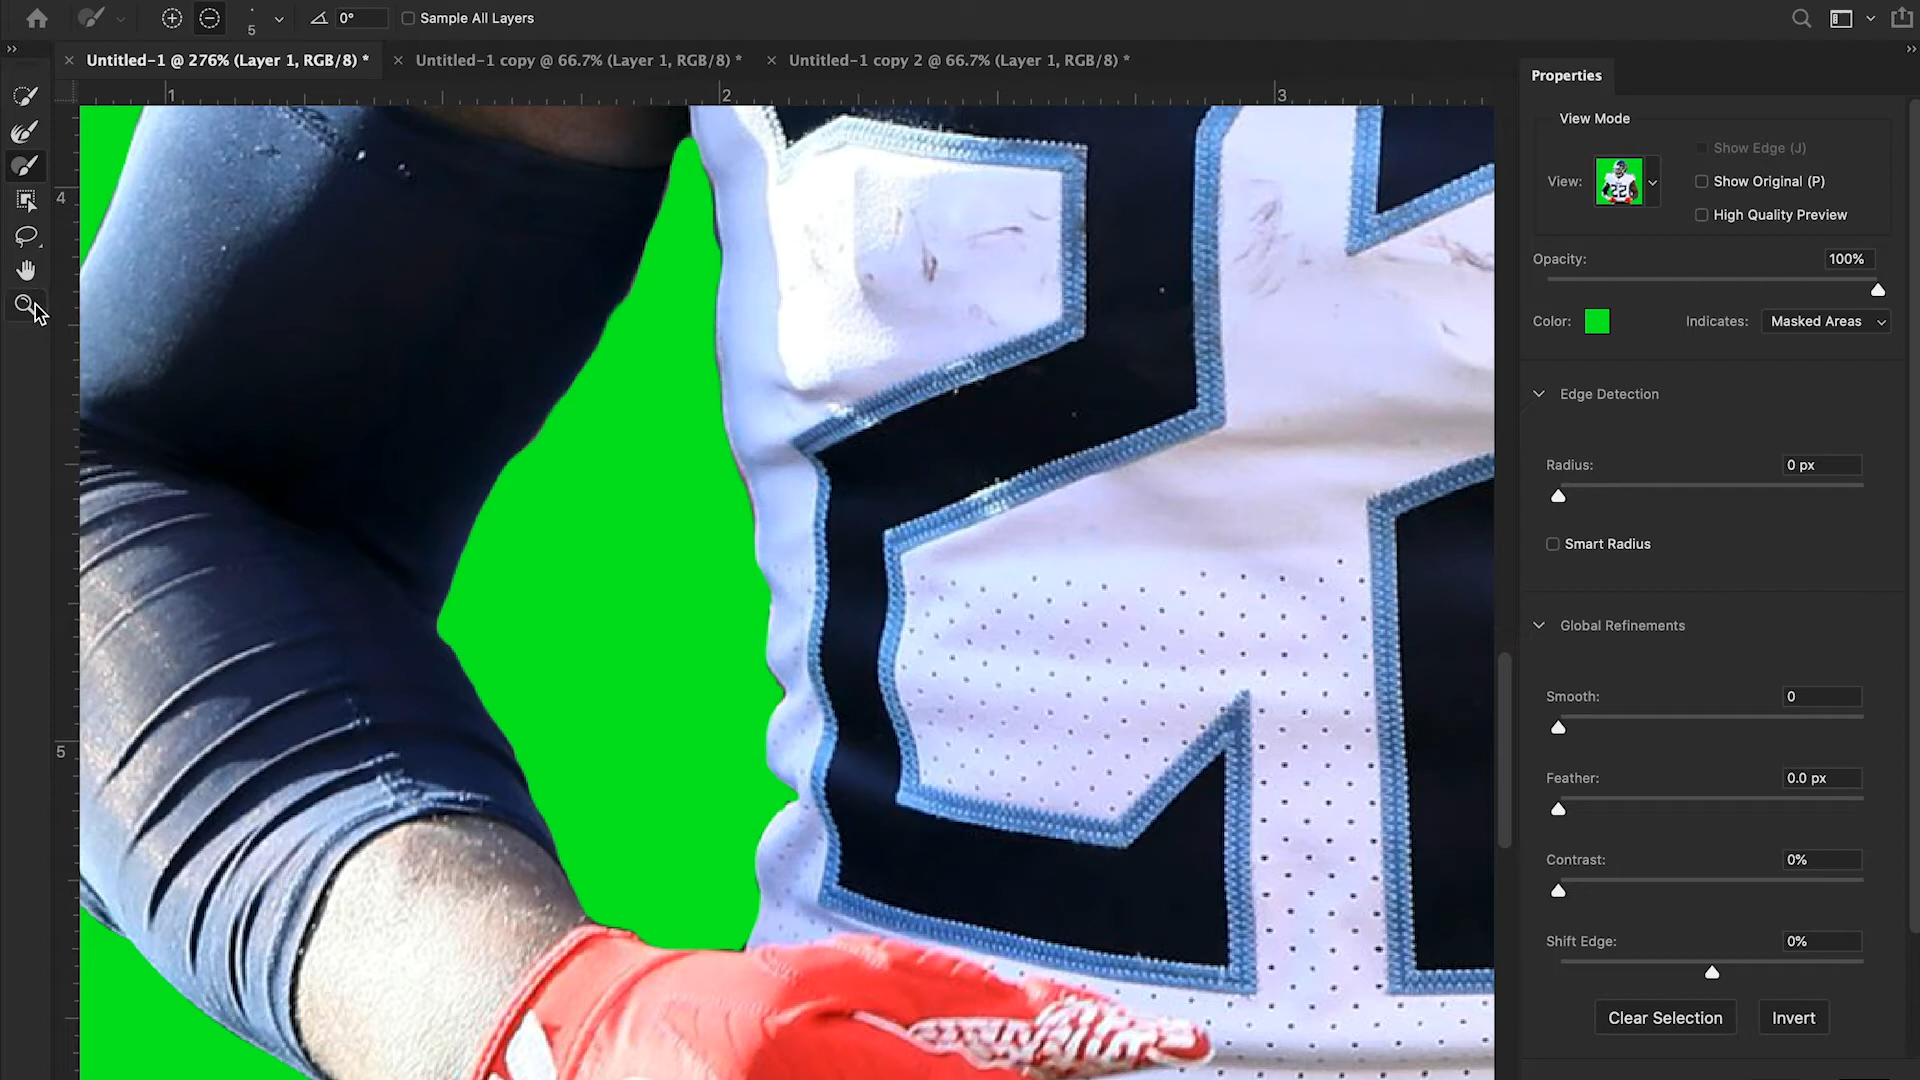 5
0°
Sample All Layers
Untitled-1 @ 276% (Layer 1, RGB/8) *
Untitled-1 copy @ 66.7% (Layer 1, RGB/8) *
Untitled-1 copy 2 @ 66.7% (Layer 1, RGB/8) *
1
2
3
4
5
Properties
View Mode
View:
22
Show Edge (J)
Show Original (P)
High Quality Preview
Opacity:
100%
Color:
Indicates:
Masked Areas
Edge Detection
Radius:
0 px
Smart Radius
Global Refinements
Smooth:
0
Feather:
0.0 px
Contrast:
0%
Shift Edge:
0%
Clear Selection
Invert